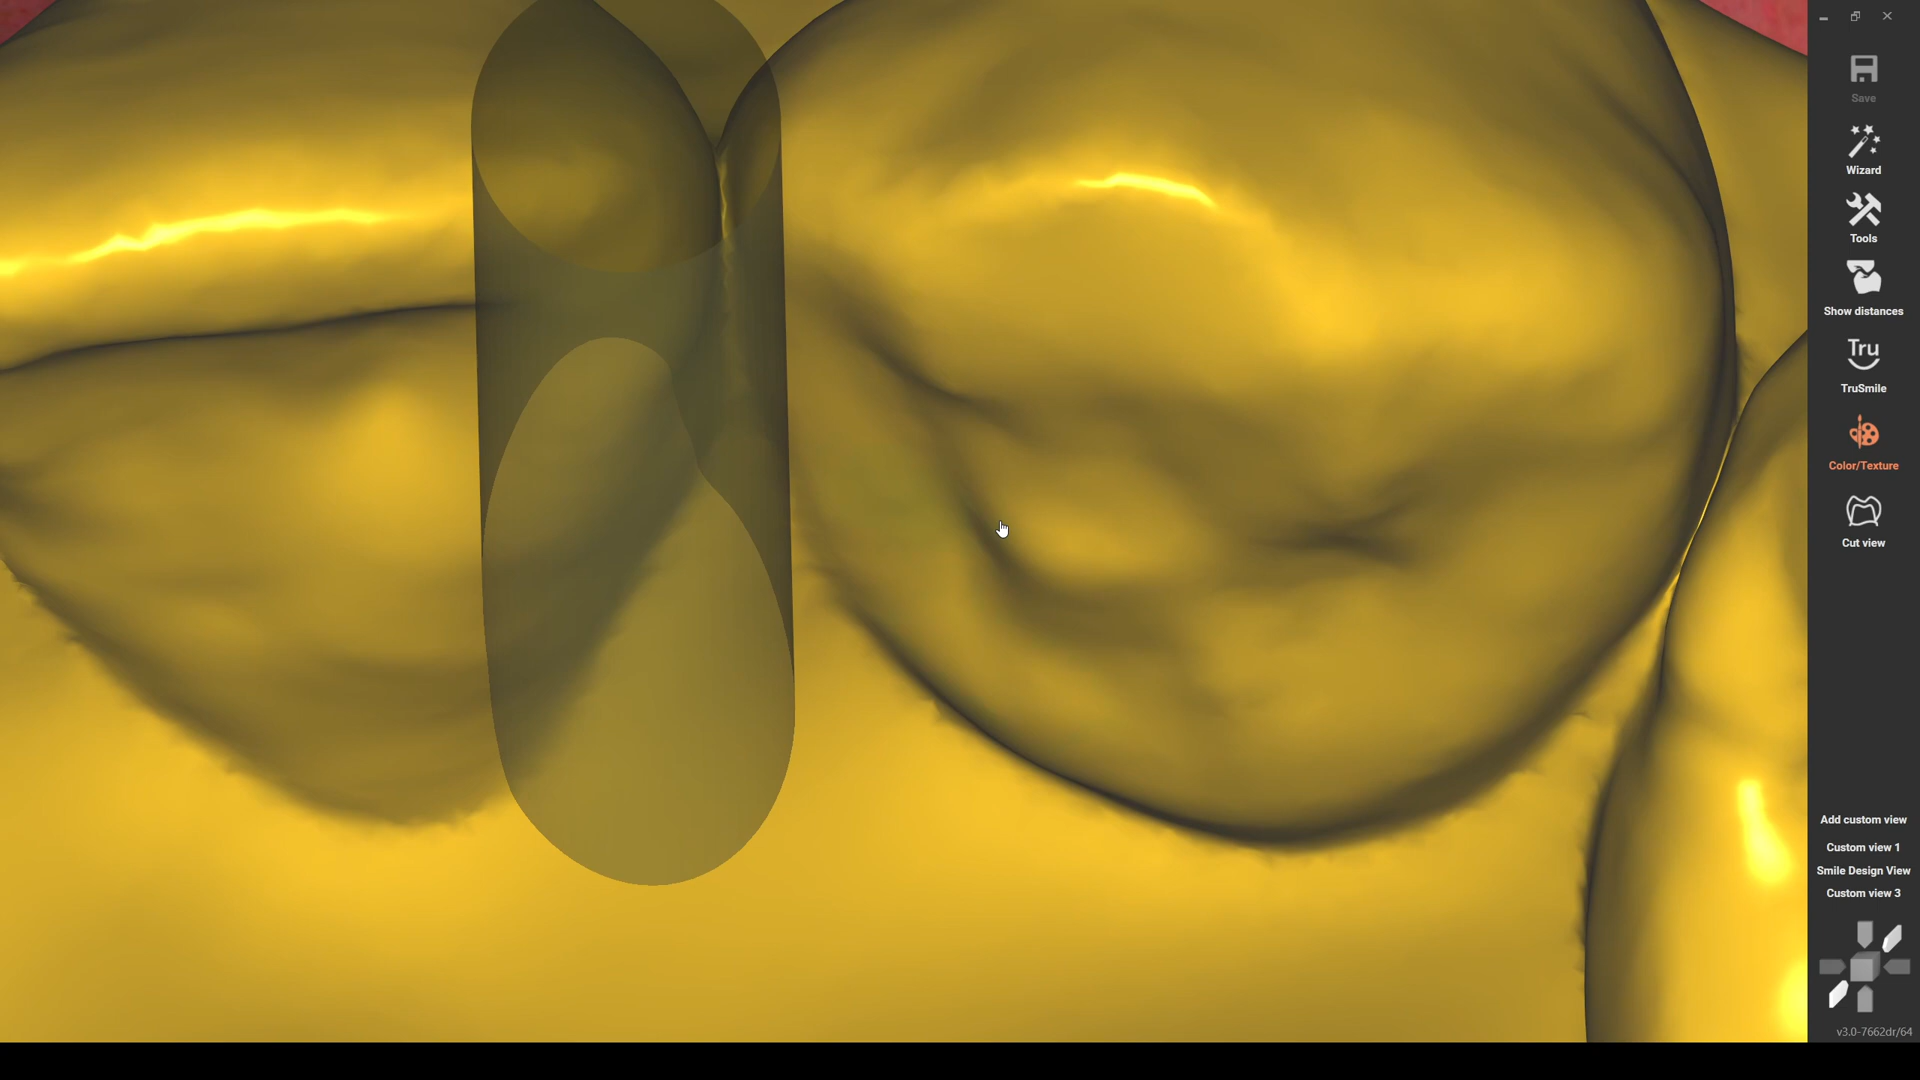 Save
Wizard
Tools
Show distances
Tru
TruSmile
Color/Texture
Cut view
Add custom view
Custom view 1
Smile Design View
Custom view 3
v3.0-7662dr/64